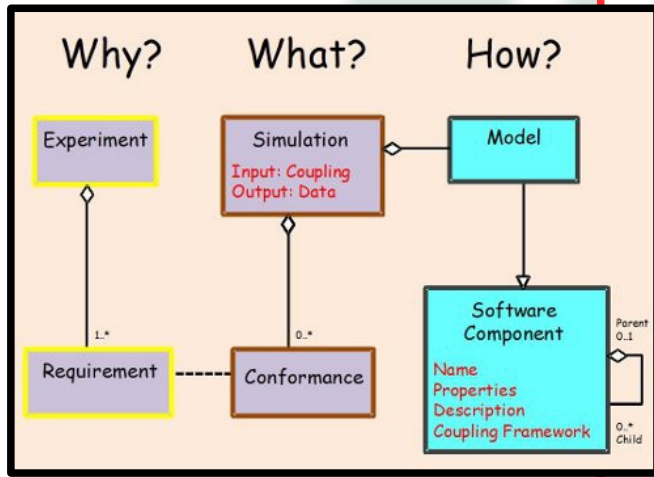 Why?
What?
How?
Experiment
Simulation
Input: Coupling
Output: Data
Model
1..*
0..*
Requirement
Conformance
Software
Component
Name
Properties
Description
Coupling Framework
Parent
0..1
0..*
Child